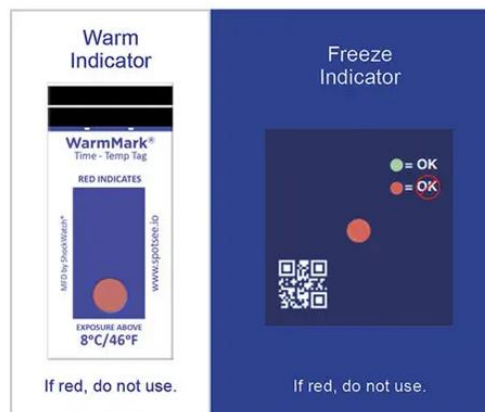 Warm
Indicator
WarmMark®
Time - Temp Tag
RED INDICATES
MFD by ShockWatch®
www.spotsee.io
EXPOSURE ABOVE
8°C/46°F
If red, do not use.
Freeze
Indicator
= OK
= OK
If red, do not use.